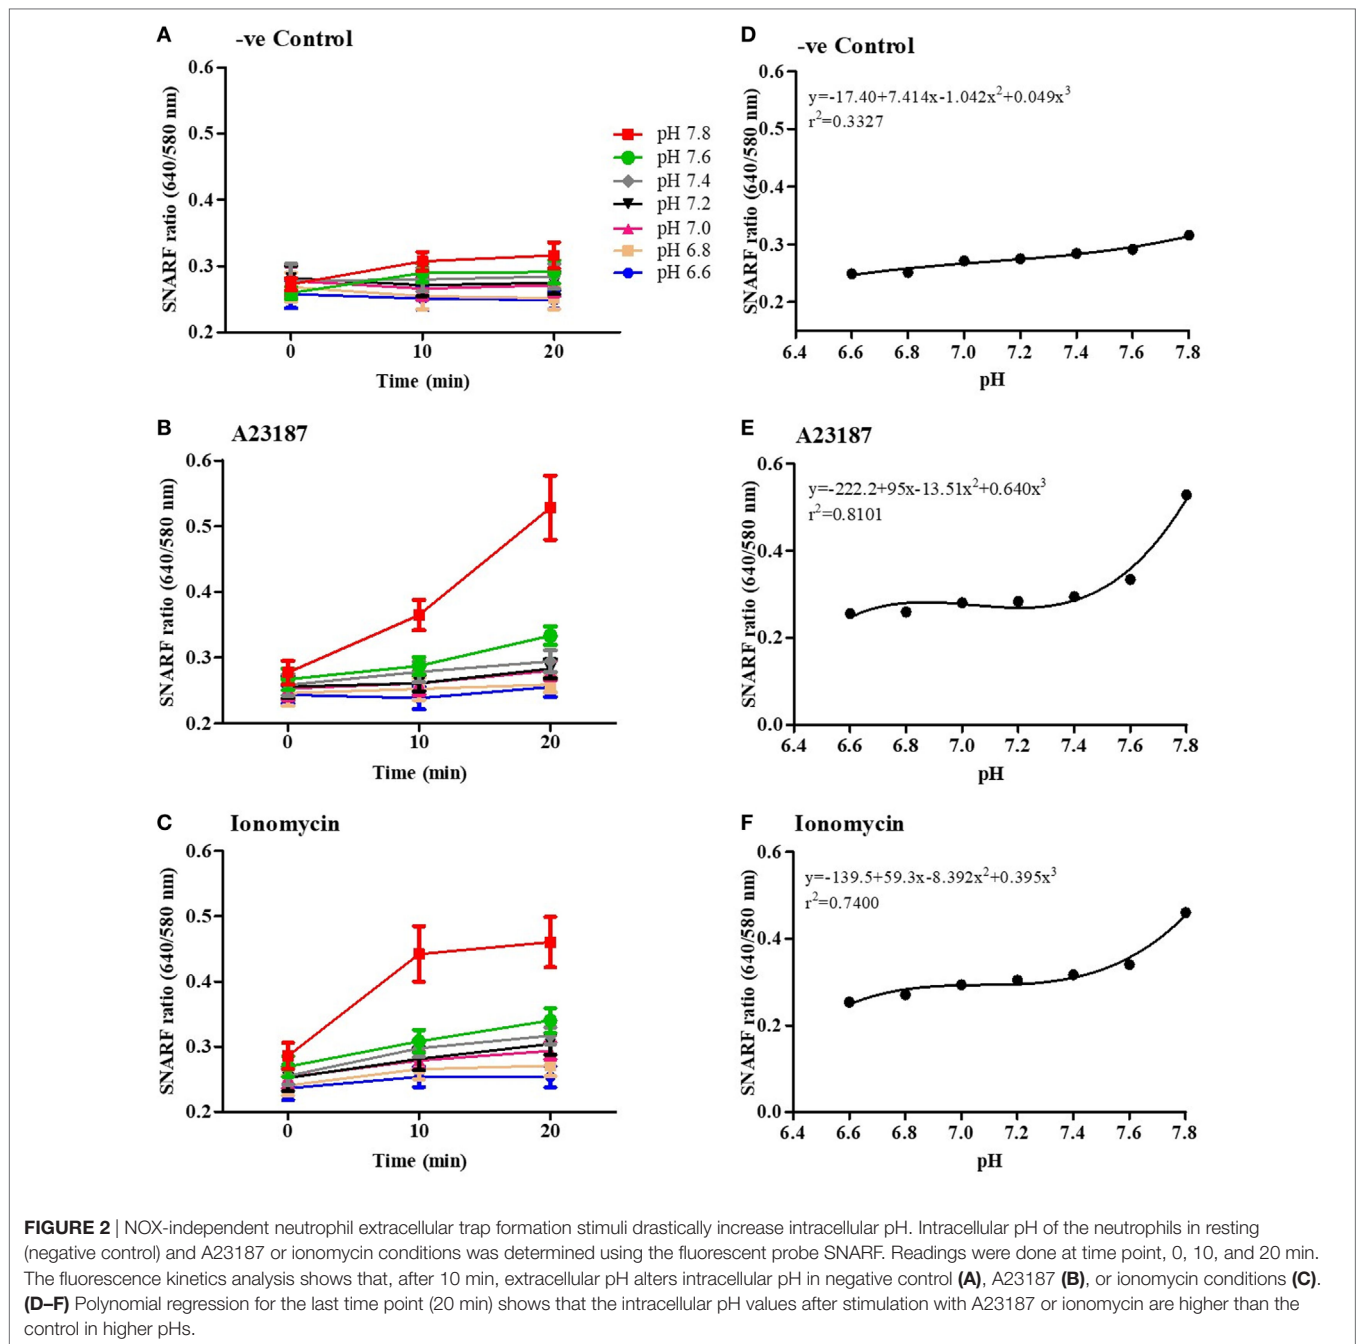 A
-ve Control
SNARF ratio (640/580 nm)
0.6
0.5
0.4
0.3
0.2
0
10
20
Time (min)
pH 7.8
pH 7.6
pH 7.4
pH 7.2
pH 7.0
pH 6.8
pH 6.6
D
-ve Control
SNARF ratio (640/580 nm)
y=-17.40+7.414x-1.042x²+0.049x³
r²=0.3327
0.6
0.5
0.4
0.3
0.2
6.4
6.6
6.8
7.0
7.2
7.4
7.6
7.8
pH
B
A23187
SNARF ratio (640/580 nm)
0.6
0.5
0.4
0.3
0.2
0
10
20
Time (min)
E
A23187
SNARF ratio (640/580 nm)
y=-222.2+95x-13.51x²+0.640x³
r²=0.8101
0.6
0.4
0.2
0.0
6.4
6.6
6.8
7.0
7.2
7.4
7.6
7.8
pH
C
Ionomycin
SNARF ratio (640/580 nm)
0.6
0.5
0.4
0.3
0.2
0
10
20
Time (min)
F
Ionomycin
SNARF ratio (640/580 nm)
y=-139.5+59.3x-8.392x²+0.395x³
r²=0.7400
0.6
0.4
0.2
0.0
6.4
6.6
6.8
7.0
7.2
7.4
7.6
7.8
pH
FIGURE 2 | NOX-independent neutrophil extracellular trap formation stimuli drastically increase intracellular pH. Intracellular pH of the neutrophils in resting
(negative control) and A23187 or ionomycin conditions was determined using the fluorescent probe SNARF. Readings were done at time point, 0, 10, and 20 min.
The fluorescence kinetics analysis shows that, after 10 min, extracellular pH alters intracellular pH in negative control (A), A23187 (B), or ionomycin conditions (C).
(D–F) Polynomial regression for the last time point (20 min) shows that the intracellular pH values after stimulation with A23187 or ionomycin are higher than the
control in higher pHs.